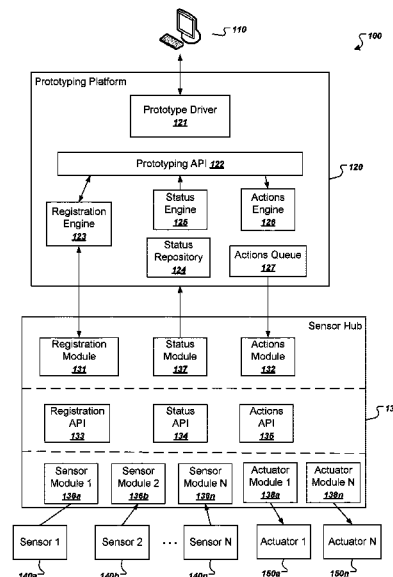 110
100
Prototyping Platform
Prototype Driver
121
Prototyping API 122
120
Registration Engine
123
Status Engine
125
Actions Engine
126
Status Repository
124
Actions Queue
127
Sensor Hub
Registration Module
131
Status Module
137
Actions Module
132
Registration API
133
Status API
134
Actions API
135
Sensor Module 1
136a
Sensor Module 2
136b
Sensor Module N
136n
Actuator Module 1
138a
Actuator Module N
138n
Sensor 1
Sensor 2
...
Sensor N
Actuator 1
Actuator N
140a
140b
140n
150a
150n